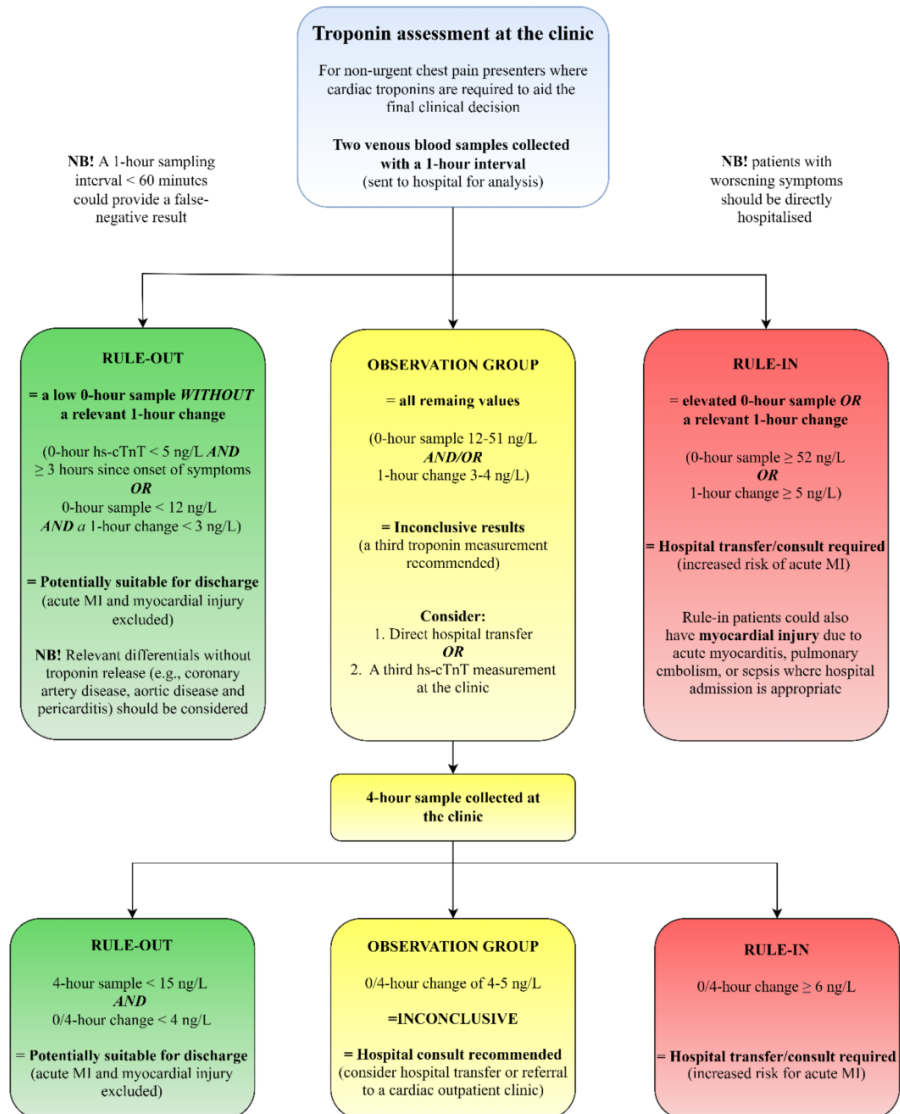 Troponin assessment at the clinic
For non-urgent chest pain presenters where
cardiac troponins are required to aid the
final clinical decision
Two venous blood samples collected
with a 1-hour interval
(sent to hospital for analysis)
NB! A 1-hour sampling
interval < 60 minutes
could provide a false-
negative result
NB! patients with
worsening symptoms
should be directly
hospitalised
RULE-OUT
= a low 0-hour sample WITHOUT
a relevant 1-hour change
(0-hour hs-cTnT < 5 ng/L AND
≥ 3 hours since onset of symptoms
OR
0-hour sample < 12 ng/L
AND a 1-hour change < 3 ng/L)
= Potentially suitable for discharge
(acute MI and myocardial injury
excluded)
NB! Relevant differentials without
troponin release (e.g., coronary
artery disease, aortic disease and
pericarditis) should be considered
OBSERVATION GROUP
= all remaing values
(0-hour sample 12-51 ng/L
AND/OR
1-hour change 3-4 ng/L)
= Inconclusive results
(a third troponin measurement
recommended)
Consider:
1. Direct hospital transfer
OR
2. A third hs-cTnT measurement
at the clinic
RULE-IN
= elevated 0-hour sample OR
a relevant 1-hour change
(0-hour sample ≥ 52 ng/L
OR
1-hour change ≥ 5 ng/L)
= Hospital transfer/consult required
(increased risk of acute MI)
Rule-in patients could also
have myocardial injury due to
acute myocarditis, pulmonary
embolism, or sepsis where hospital
admission is appropriate
4-hour sample collected at
the clinic
RULE-OUT
4-hour sample < 15 ng/L
AND
0/4-hour change < 4 ng/L
= Potentially suitable for discharge
(acute MI and myocardial injury
excluded)
OBSERVATION GROUP
0/4-hour change of 4-5 ng/L
=INCONCLUSIVE
= Hospital consult recommended
(consider hospital transfer or referral
to a cardiac outpatient clinic)
RULE-IN
0/4-hour change ≥ 6 ng/L
= Hospital transfer/consult required
(increased risk for acute MI)